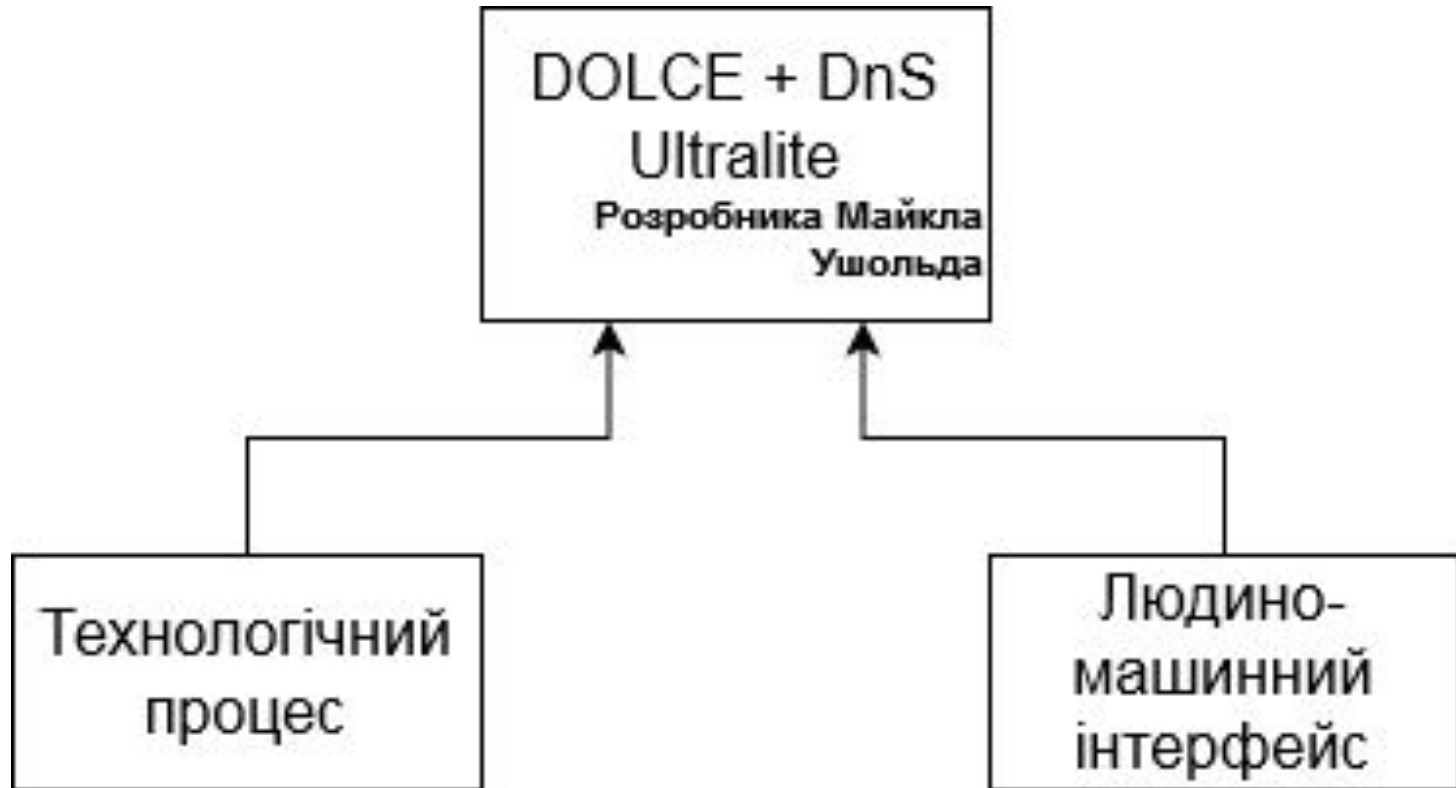 DOLCE + DnS
Ultralite
Розробника Майкла
Ушольда
Технологічний
процес
Людино-
машинний
інтерфейс